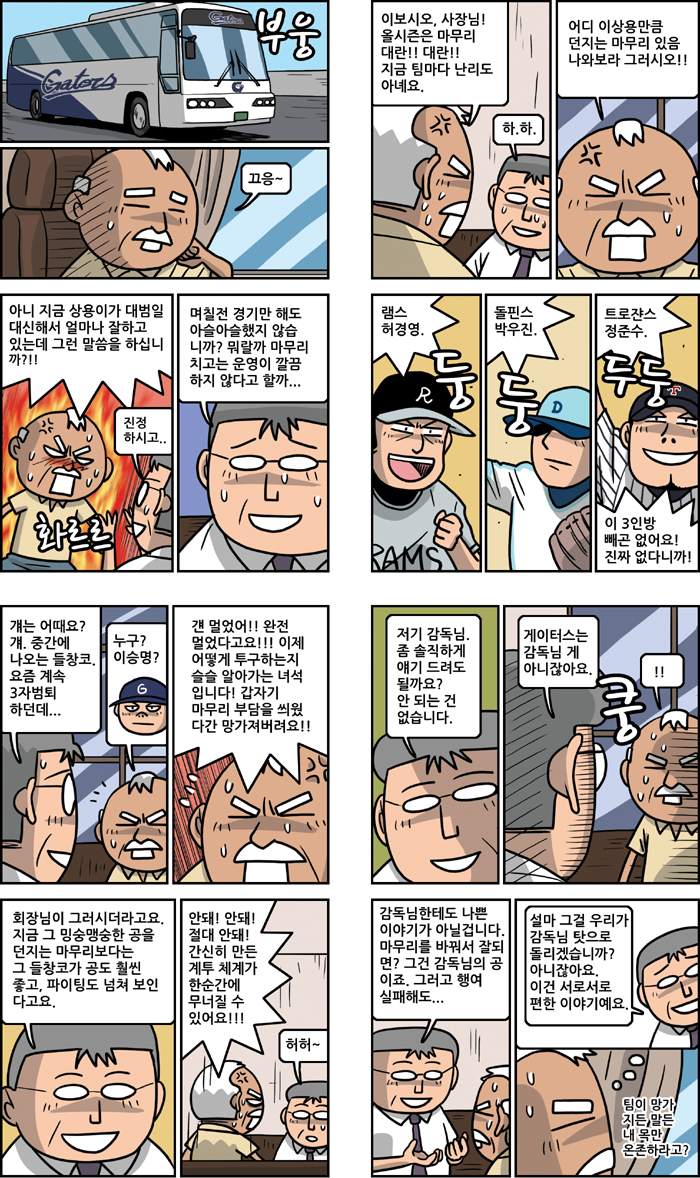 Gators
G
부웅
끄응~
아니 지금 상용이가 대범일
대신해서 얼마나 잘하고
있는데 그런 말씀을 하십니
까?!!
진정
하시고..
화르르
며칠전 경기만 해도
아슬아슬했지 않습
니까? 뭐랄까 마무리
치고는 운영이 깔끔
하지 않다고 할까...
이보시오, 사장님!
올시즌은 마무리
대란!! 대란!!
지금 팀마다 난리도
아녜요.
하.하.
어디 이상용만큼
던지는 마무리 있음
나와보라 그러시오!!
램스
허경영.
둥
R
RAMS
돌핀스
박우진.
둥
D
트로쟌스
정준수.
두둥
T
이 3인방
빼곤 없어요!
진짜 없다니까!
걔는 어때요?
걔. 중간에
나오는 들창코.
요즘 계속
3자범퇴
하던데...
누구?
이승명?
G
걘 멀었어!! 완전
멀었다고요!!! 이제
어떻게 투구하는지
슬슬 알아가는 녀석
입니다! 갑자기
마무리 부담을 씌웠
다간 망가져버려요!!
회장님이 그러시더라고요.
지금 그 밍숭맹숭한 공을
던지는 마무리보다는
그 들창코가 공도 훨씬
좋고, 파이팅도 넘쳐 보인
다고요.
안돼! 안돼!
절대 안돼!
간신히 만든
계투 체계가
한순간에
무너질 수
있어요!!!
허허~
저기 감독님.
좀 솔직하게
얘기 드려도
될까요?
안 되는 건
없습니다.
게이터스는
감독님 게
아니잖아요.
쿵
!!
감독님한테도 나쁜
이야기가 아닐겁니다.
마무리를 바꿔서 잘되
면? 그건 감독님의 공
이죠. 그러고 행여
실패해도...
설마 그걸 우리가
감독님 탓으로
돌리겠습니까?
아니잖아요.
이건 서로서로
편한 이야기예요.
팀이 망가
지든 말든
내 목만
온존하라고?